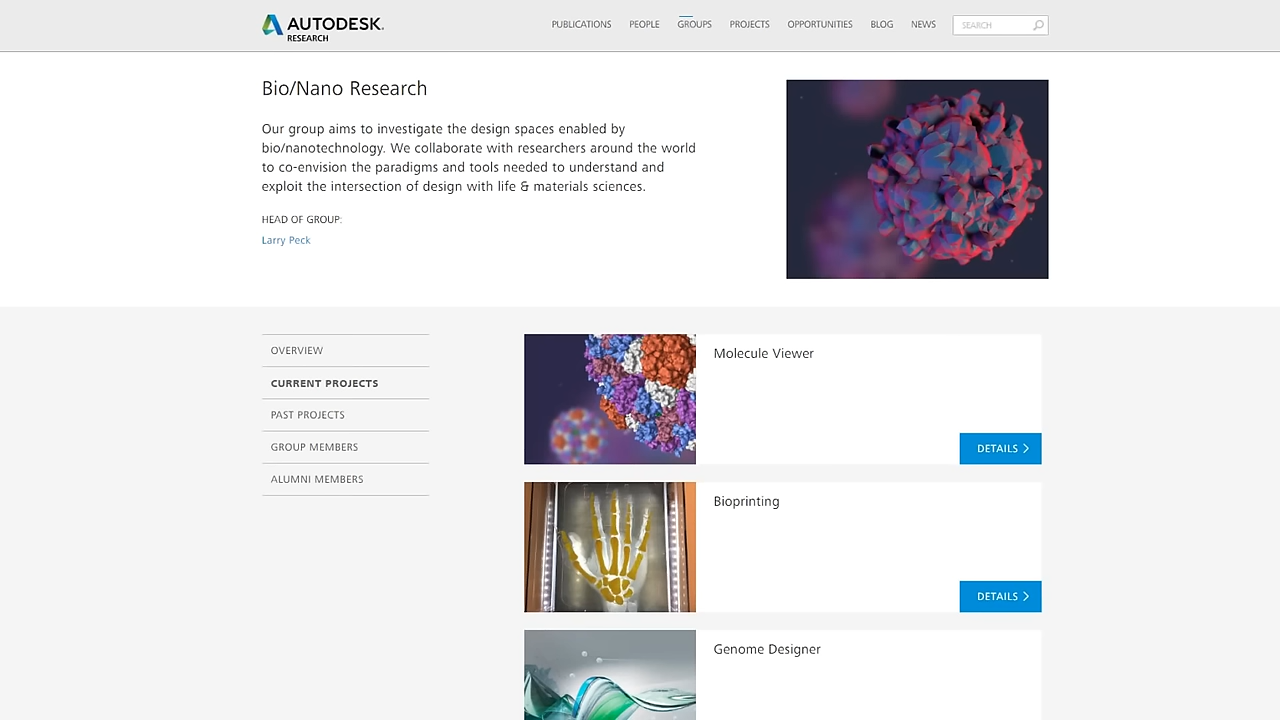 AUTODESK.
RESEARCH
PUBLICATIONS PEOPLE GROUPS PROJECTS OPPORTUNITIES BLOG NEWS SEARCH
Bio/Nano Research
Our group aims to investigate the design spaces enabled by
bio/nanotechnology. We collaborate with researchers around the world
to co-envision the paradigms and tools needed to understand and
exploit the intersection of design with life & materials sciences.
HEAD OF GROUP:
Larry Peck
OVERVIEW
CURRENT PROJECTS
PAST PROJECTS
GROUP MEMBERS
ALUMNI MEMBERS
Molecule Viewer
DETAILS
Bioprinting
DETAILS
Genome Designer